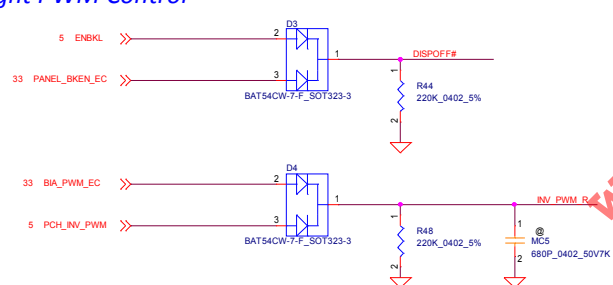 ght PWM Control
D3
5 ENBKL 2
1 DISPOFF#
33 PANEL_BKEN_EC 3
1 R44
BAT54CW-7-F_SOT323-3 220K_0402_5%
2
D4
33 BIA_PWM_EC 2
1 INV_PWM_R
5 PCH_INV_PWM 3
1 R48 1 @
BAT54CW-7-F_SOT323-3 220K_0402_5% MC5
2 2 680P_0402_50V7K